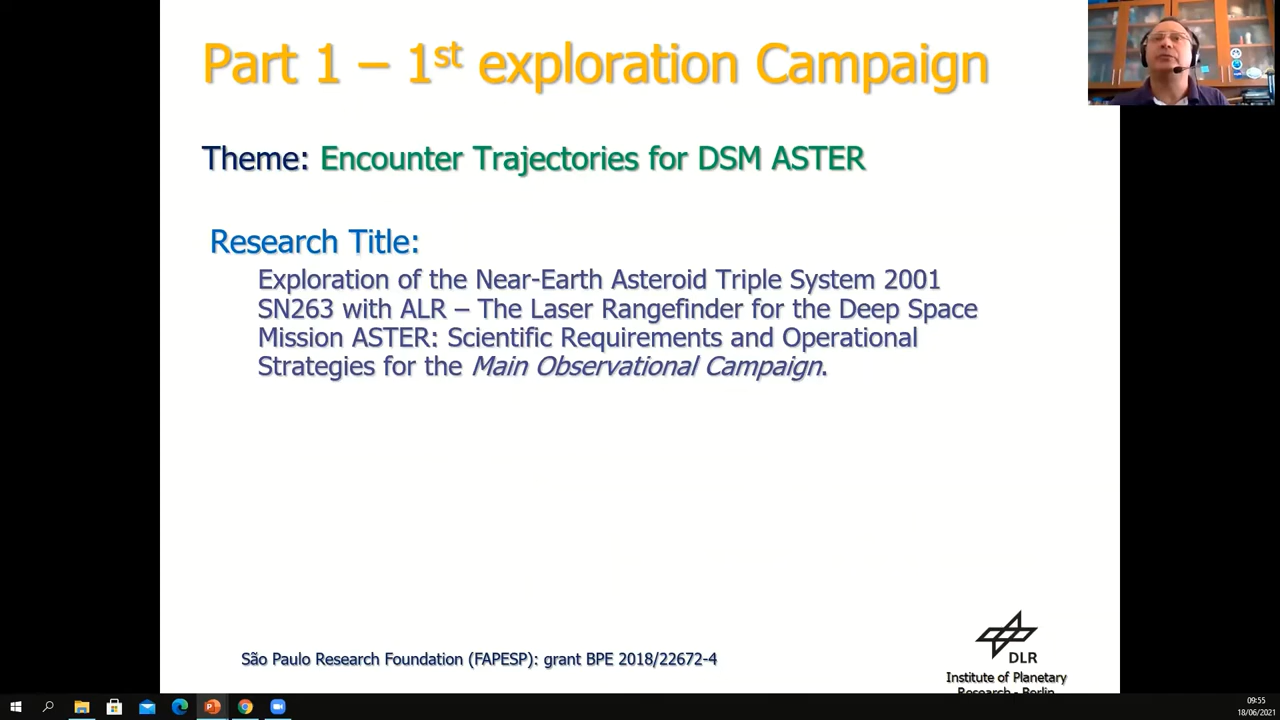 Part 1 – 1st exploration Campaign
Theme: Encounter Trajectories for DSM ASTER
Research Title:
Exploration of the Near-Earth Asteroid Triple System 2001
SN263 with ALR – The Laser Rangefinder for the Deep Space
Mission ASTER: Scientific Requirements and Operational
Strategies for the Main Observational Campaign.
São Paulo Research Foundation (FAPESP): grant BPE 2018/22672-4
DLR
Institute of Planetary
Research - Berlin
09:55
18/06/2021